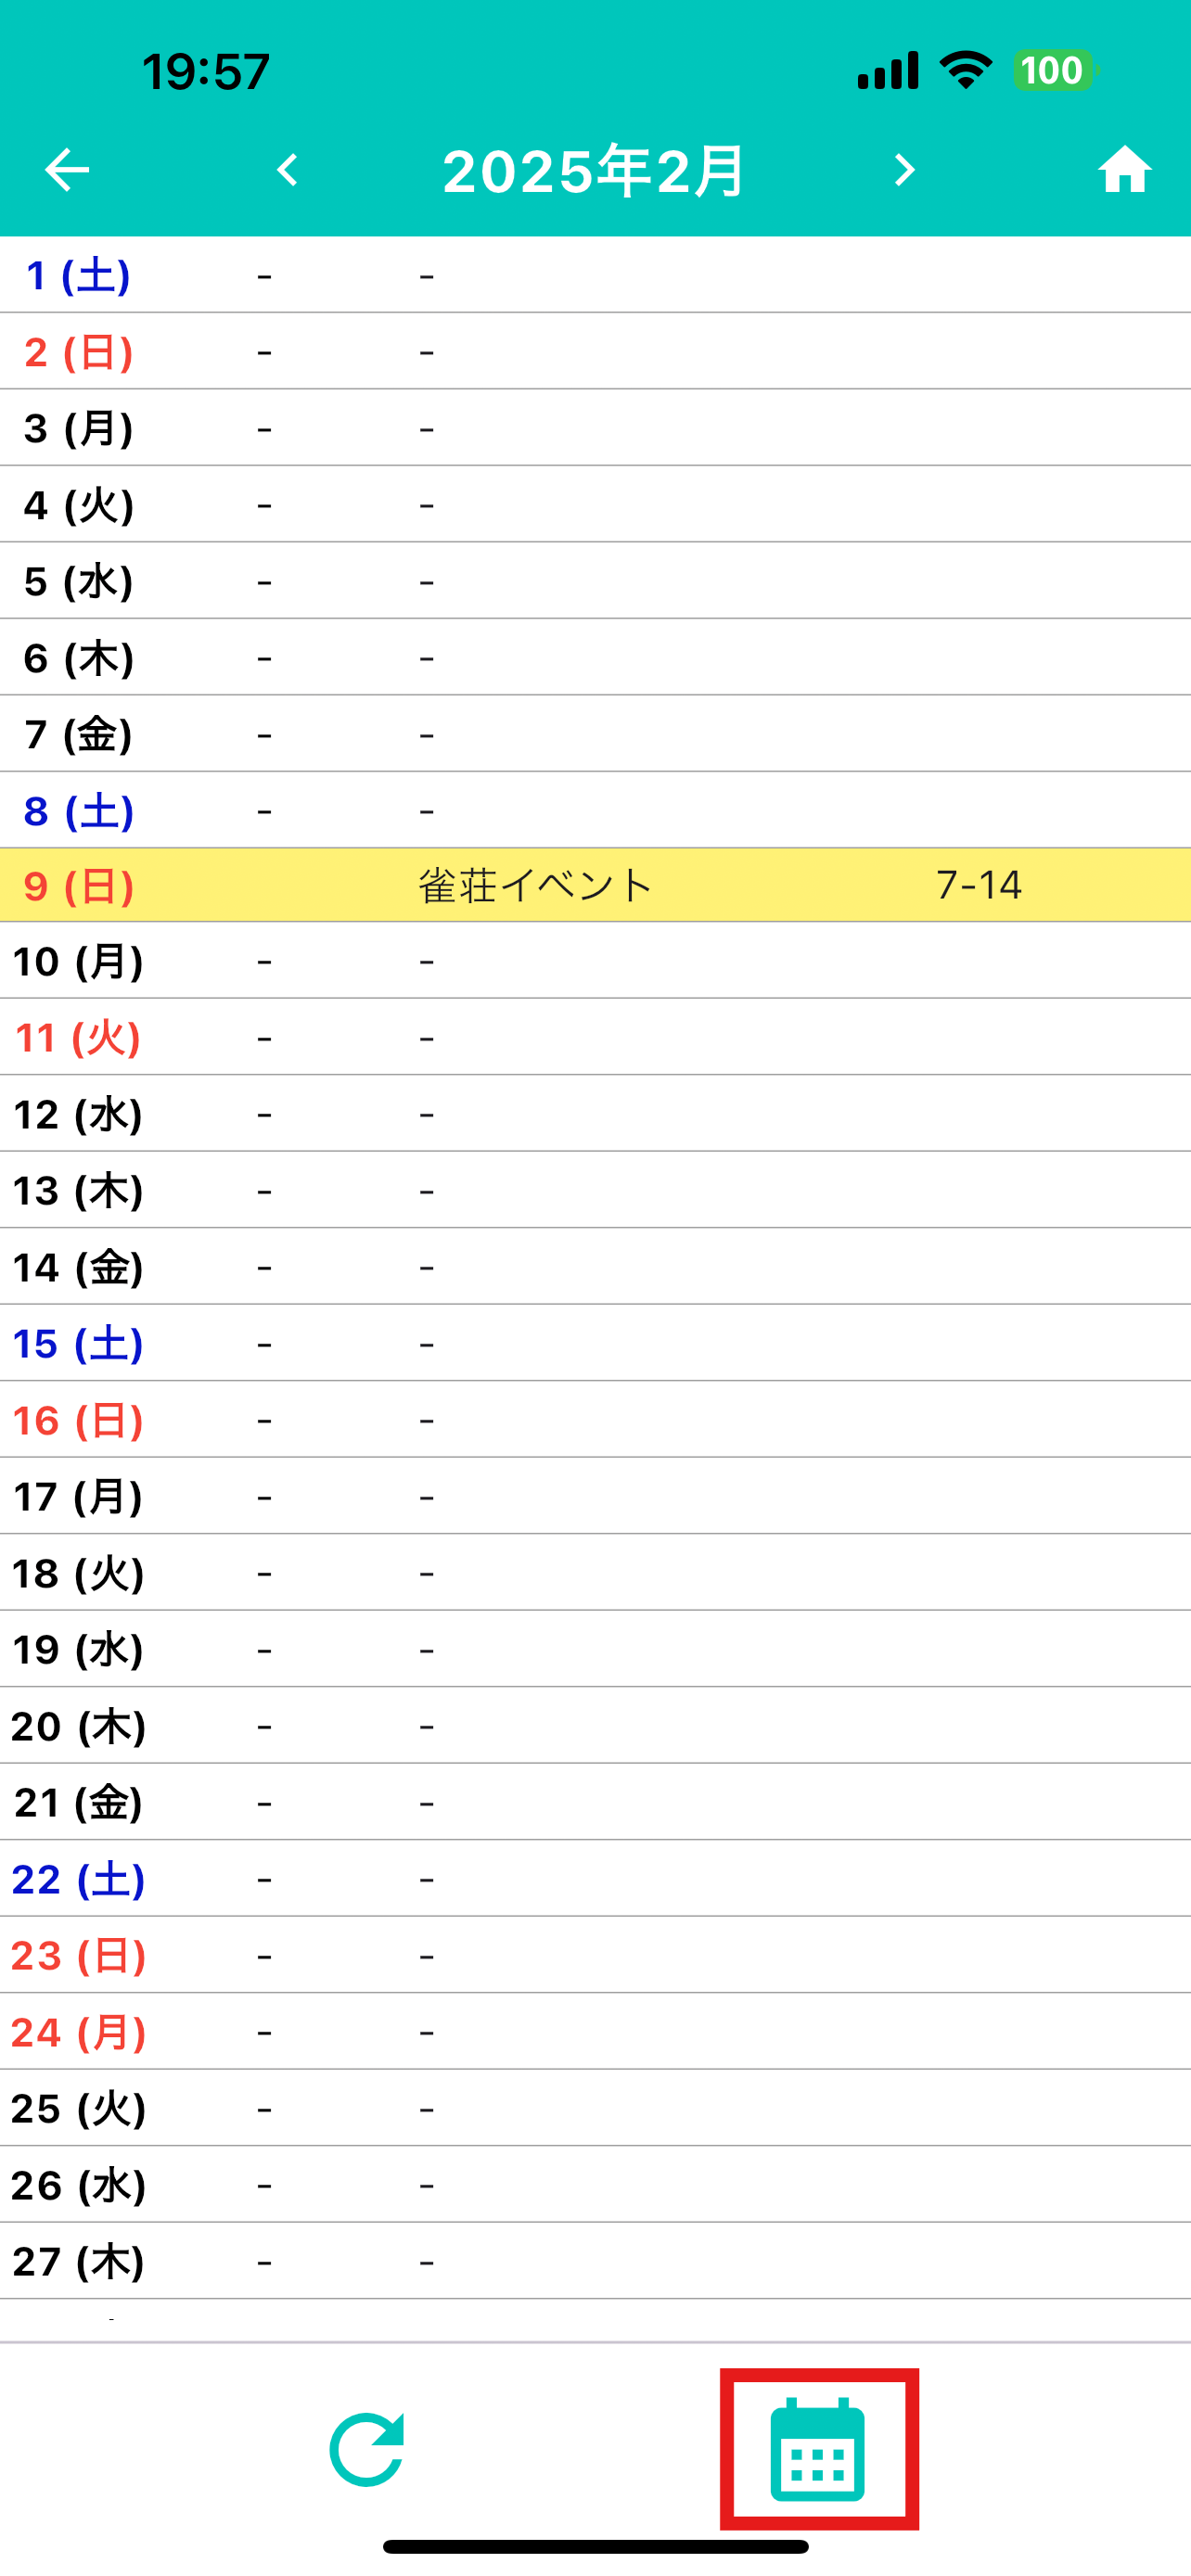 19:57 100
2025年2月
1 (土) - -
2 (日) - -
3 (月) - -
4 (火) - -
5 (水) - -
6 (木) - -
7 (金) - -
8 (土) - -
9 (日) 雀荘イベント 7-14
10 (月) - -
11 (火) - -
12 (水) - -
13 (木) - -
14 (金) - -
15 (土) - -
16 (日) - -
17 (月) - -
18 (火) - -
19 (水) - -
20 (木) - -
21 (金) - -
22 (土) - -
23 (日) - -
24 (月) - -
25 (火) - -
26 (水) - -
27 (木) - -